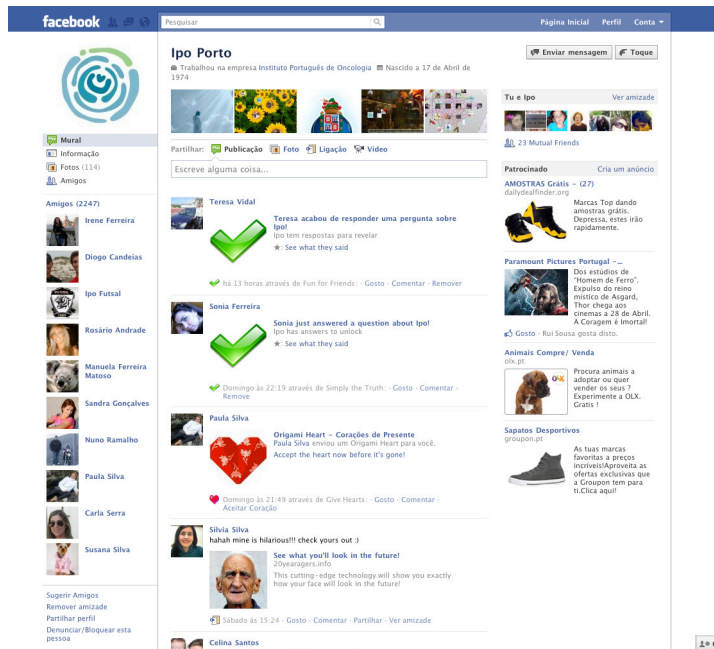 facebook
Pesquisar
Página Inicial Perfil Conta
Ipo Porto
Trabalhou na empresa Instituto Português de Oncologia Nascido a 17 de Abril de
1974
Enviar mensagem Toque
Mural
Informação
Fotos (114)
Amigos
Amigos (2247)
Irene Ferreira
Diogo Candeias
Ipo Futsal
Rosário Andrade
Manuela Ferreira
Matoso
Sandra Gonçalves
Nuno Ramalho
Paula Silva
Carla Serra
Susana Silva
Sugerir Amigos
Remover amizade
Partilhar perfil
Denunciar/Bloquear esta
pessoa
Partilhar: Publicação Foto Ligação Vídeo
Escreve alguma coisa...
Teresa Vidal
Teresa acabou de responder uma pergunta sobre
Ipo!
Ipo tem respostas para revelar
: See what they said
há 13 horas através de Fun for Friends: · Gosto · Comentar · Remover
Sonia Ferreira
Sonia just answered a question about Ipo!
Ipo has answers to unlock
: See what they said
Domingo às 22:19 através de Simply the Truth: · Gosto · Comentar ·
Remove
Paula Silva
Origami Heart - Corações de Presente
Paula Silva enviou um Origami Heart para você.
Accept the heart now before it's gone!
Domingo às 21:49 através de Give Hearts: · Gosto · Comentar ·
Aceitar Coração
Silvia Silva
hahah mine is hilarious!!! check yours out :)
See what you'll look in the future!
20yearagers.info
This cutting-edge technology will show you exactly
how your face will look in the future!
Sábado às 15:24 · Gosto · Comentar · Partilhar · Ver amizade
Celina Santos
Tu e Ipo Ver amizade
23 Mutual Friends
Patrocinado Cria um anúncio
AMOSTRAS Grátis - (27)
dailydealfinder.org
Marcas Top dando
amostras grátis.
Depressa, estes irão
rapidamente.
Paramount Pictures Portugal -...
Dos estúdios de
"Homem de Ferro".
Expulso do reino
místico de Asgard,
Thor chega aos
cinemas a 28 de Abril.
A Coragem é Imortal!
Gosto · Rui Sousa gosta disto.
Animais Compre/ Venda
olx.pt
OLX
Procura animais a
adoptar ou quer
vender os seus ?
Experimente a OLX.
Gratis !
Sapatos Desportivos
groupon.pt
As tuas marcas
favoritas a preços
incríveis!Aproveita as
ofertas exclusivas que
a Groupon tem para
ti.Clica aqui!